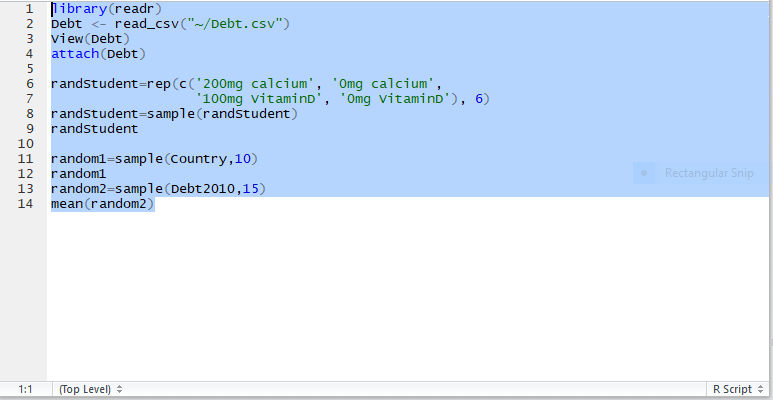 1 library(readr)
2 Debt <- read_csv("~/Debt.csv")
3 View(Debt)
4 attach(Debt)
5
6 randStudent=rep(c('200mg calcium', '0mg calcium',
7                   '100mg VitaminD', '0mg VitaminD'), 6)
8 randStudent=sample(randStudent)
9 randStudent
10
11 random1=sample(Country,10)
12 random1
13 random2=sample(Debt2010,15)
14 mean(random2)
Rectangular Snip
1:1 (Top Level) R Script